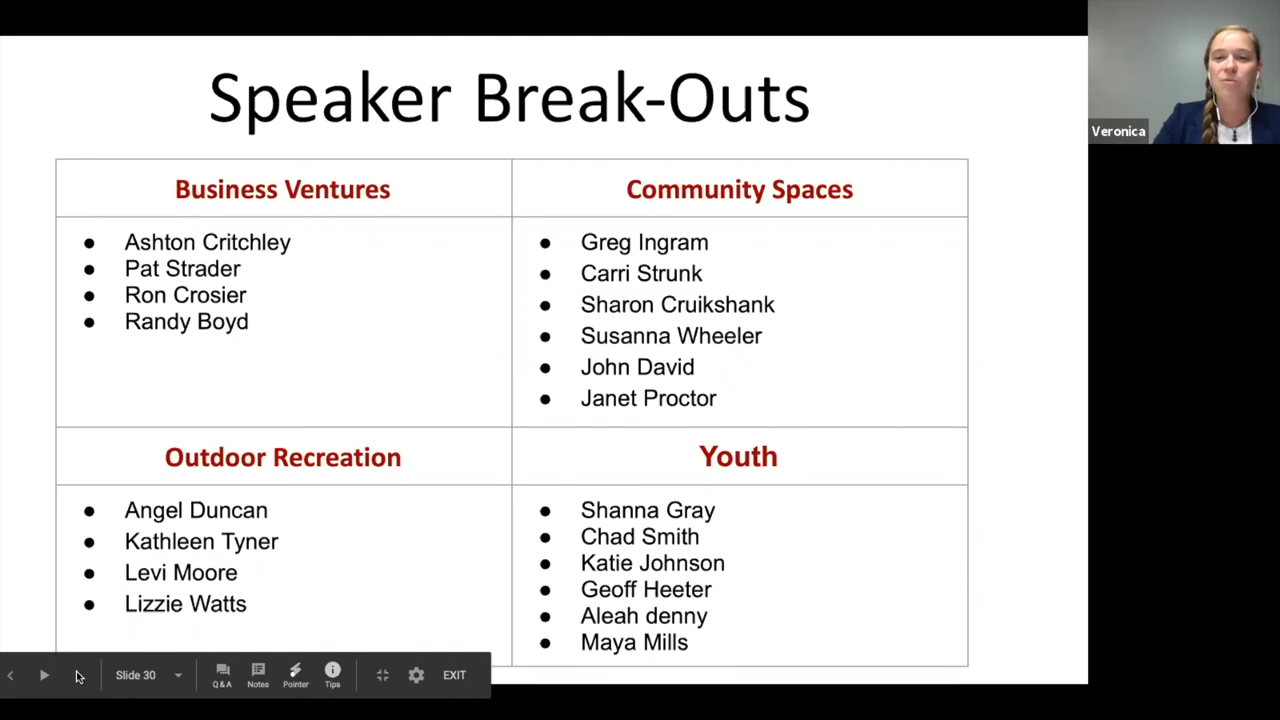 Speaker Break-Outs
Business Ventures
Ashton Critchley
Pat Strader
Ron Crosier
Randy Boyd
Community Spaces
Greg Ingram
Carri Strunk
Sharon Cruikshank
Susanna Wheeler
John David
Janet Proctor
Outdoor Recreation
Angel Duncan
Kathleen Tyner
Levi Moore
Lizzie Watts
Youth
Shanna Gray
Chad Smith
Katie Johnson
Geoff Heeter
Aleah denny
Maya Mills
Slide 30
Q & A
Notes
Pointer
Tips
EXIT
Veronica